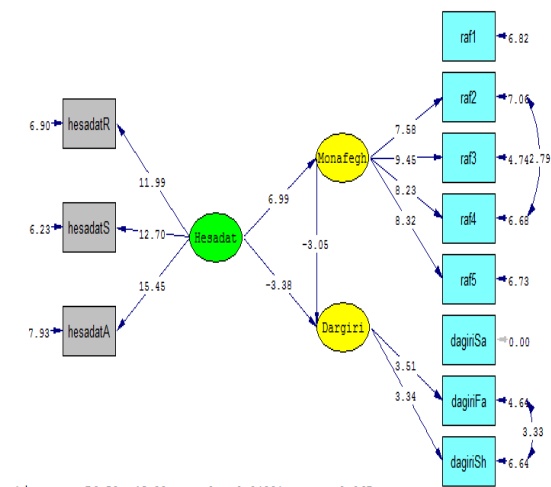 raf1
6.82
raf2
7.06
raf3
4.74
2.79
raf4
6.68
raf5
6.73
dagiriSa
0.00
dagiriFa
4.64
3.33
dagiriSh
6.64
6.90
hesadatR
6.23
hesadatS
7.93
hesadatA
11.99
12.70
15.45
Hesadat
6.99
-3.38
Monafegh
-3.05
Dargiri
7.58
9.45
8.23
8.32
3.51
3.34